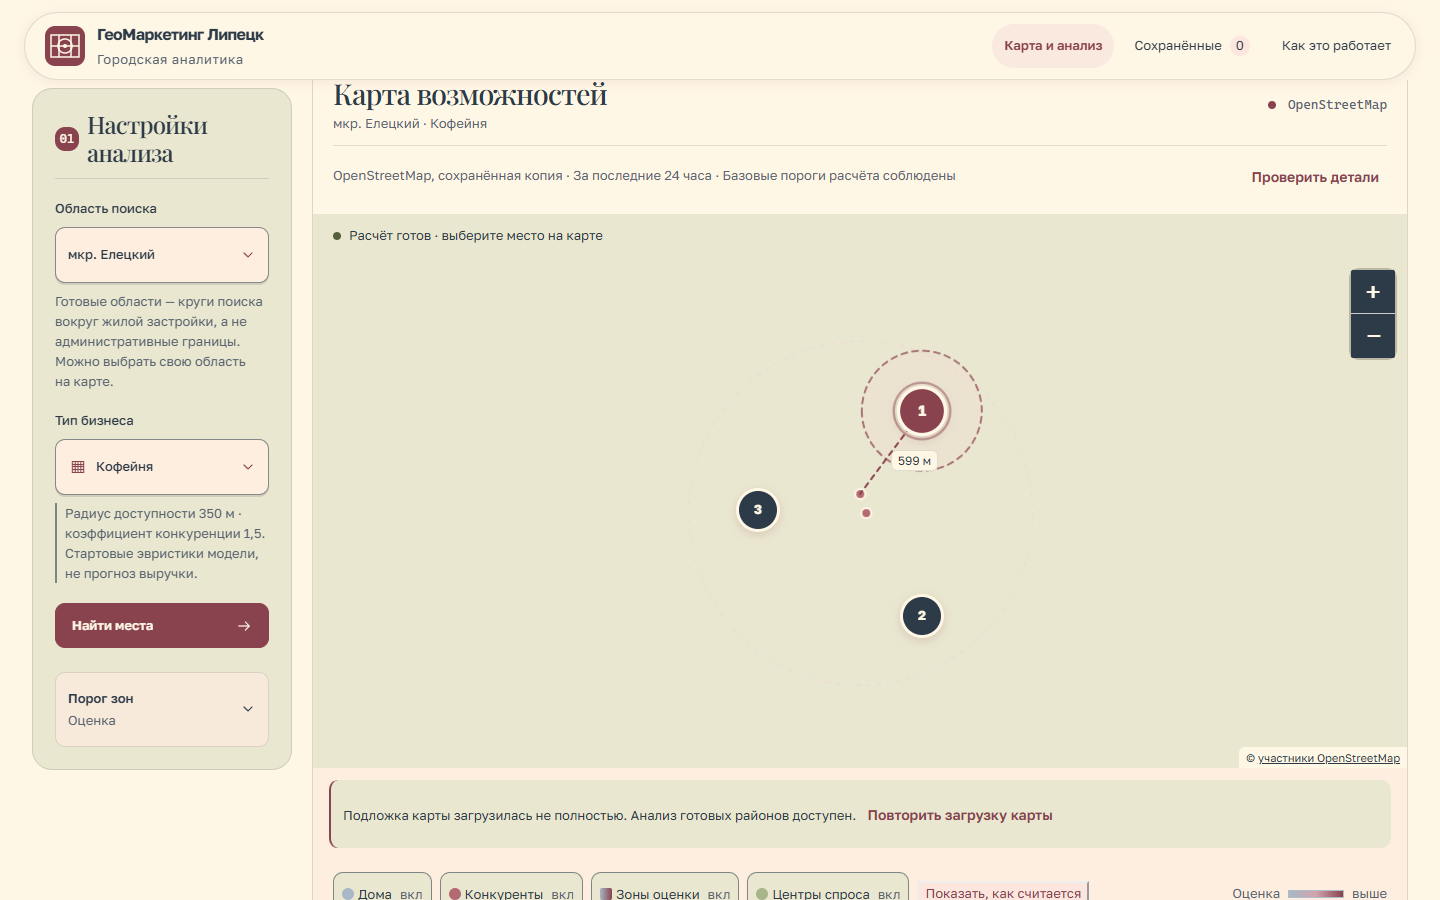 ГеоМаркетинг Липецк
Городская аналитика
Карта и анализ
Сохранённые 0
Как это работает
01 Настройки
анализа
Область поиска
мкр. Елецкий
Готовые области — круги поиска
вокруг жилой застройки, а не
административные границы.
Можно выбрать свою область
на карте.
Тип бизнеса
Кофейня
Радиус доступности 350 м ·
коэффициент конкуренции 1,5.
Стартовые эвристики модели,
не прогноз выручки.
Найти места →
Порог зон
Оценка
Карта возможностей
мкр. Елецкий · Кофейня
OpenStreetMap
OpenStreetMap, сохранённая копия · За последние 24 часа · Базовые пороги расчёта соблюдены
Проверить детали
Расчёт готов · выберите место на карте
+
−
1
599 м
3
2
© участники OpenStreetMap
Подложка карты загрузилась не полностью. Анализ готовых районов доступен. Повторить загрузку карты
Дома вкл
Конкуренты вкл
Зоны оценки вкл
Центры спроса вкл
Показать, как считается
Оценка выше